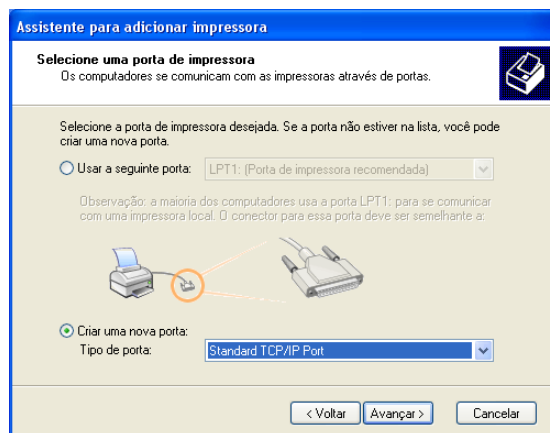 Assistente para adicionar impressora
Selecione uma porta de impressora
Os computadores se comunicam com as impressoras através de portas.
Selecione a porta de impressora desejada. Se a porta não estiver na lista, você pode
criar uma nova porta.
Usar a seguinte porta: LPT1: (Porta de impressora recomendada)
Observação: a maioria dos computadores usa a porta LPT1: para se comunicar
com uma impressora local. O conector para essa porta deve ser semelhante a:
Criar uma nova porta:
Tipo de porta: Standard TCP/IP Port
< Voltar Avançar > Cancelar